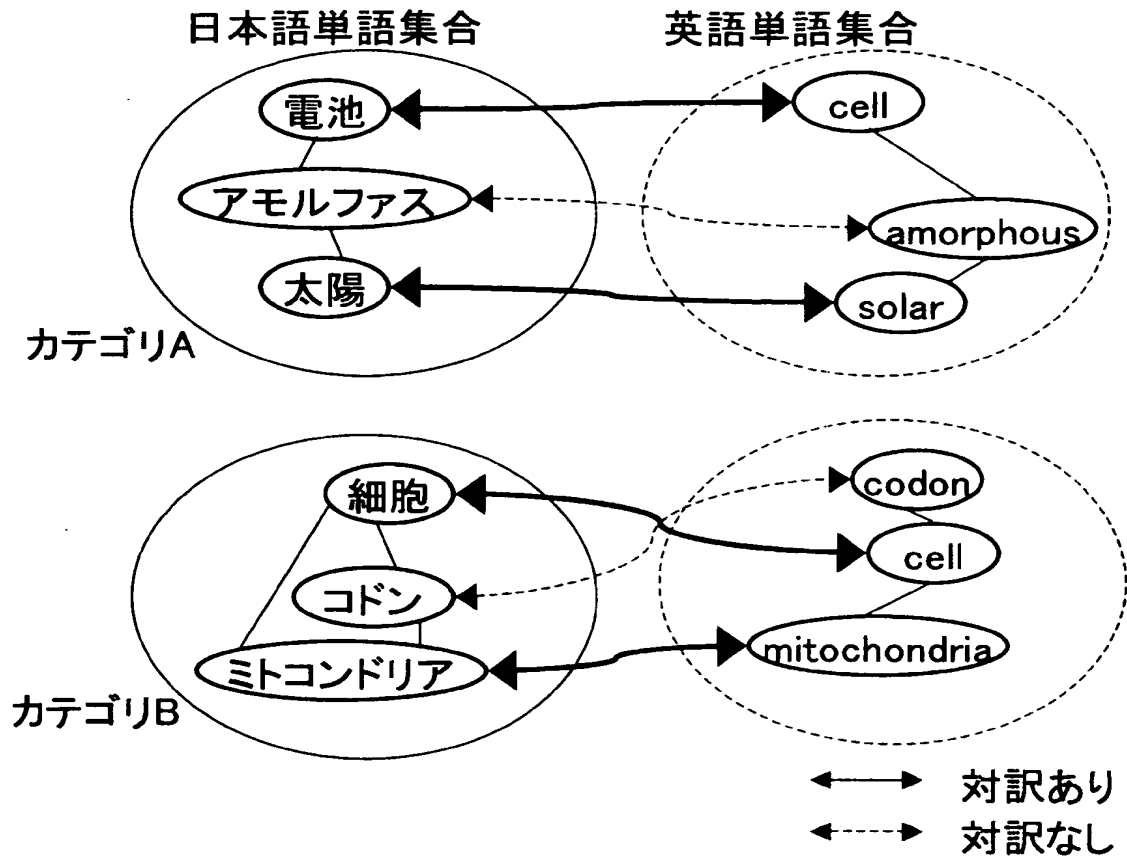 日本語単語集合
英語単語集合
電池
cell
アモルファス
amorphous
太陽
solar
カテゴリA
細胞
codon
コドン
cell
ミトコンドリア
mitochondria
カテゴリB
対訳あり
対訳なし